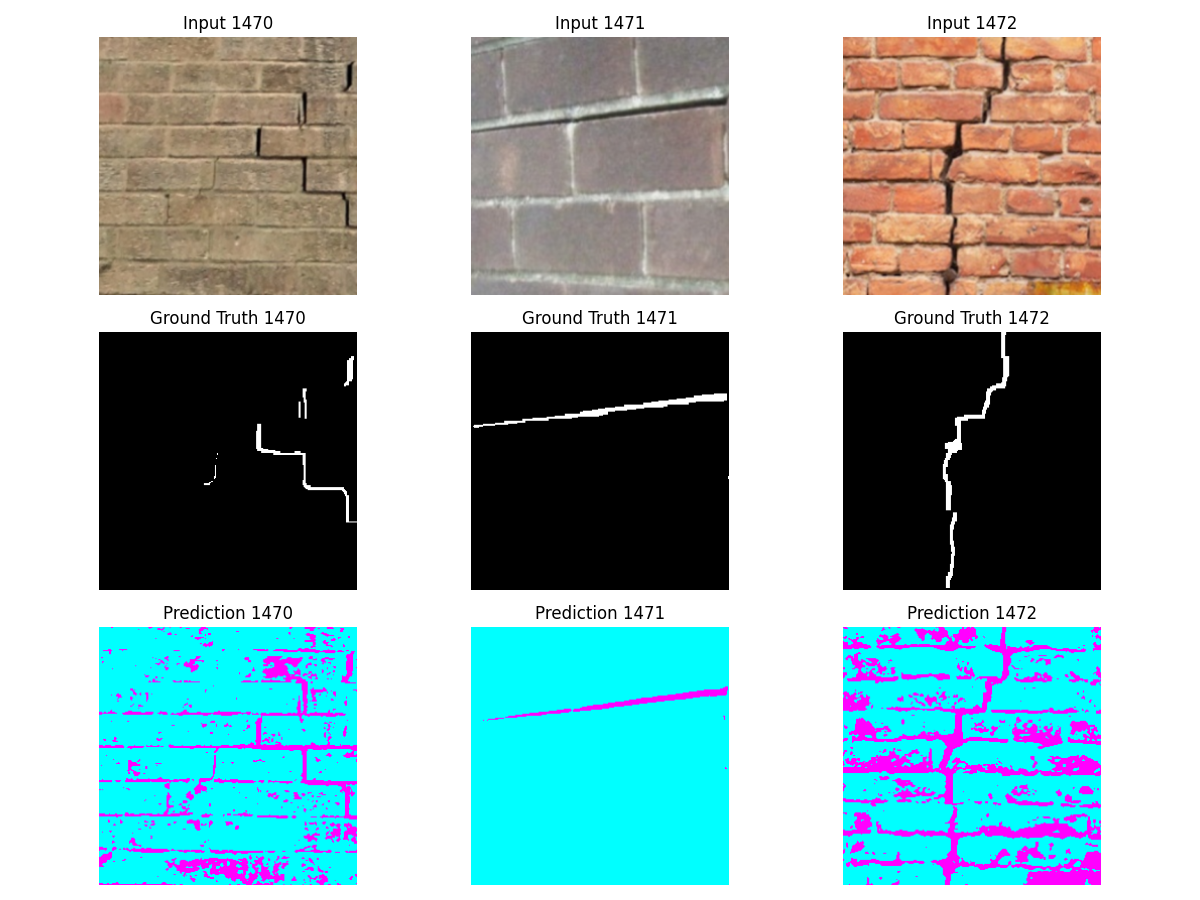 Input 1470
Input 1471
Input 1472
Ground Truth 1470
Ground Truth 1471
Ground Truth 1472
Prediction 1470
Prediction 1471
Prediction 1472